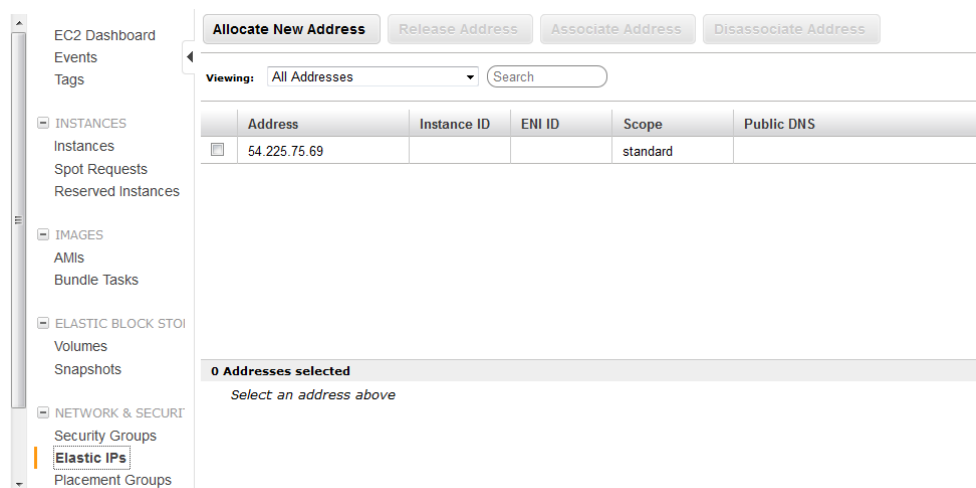 EC2 Dashboard
Events
Tags
INSTANCES
Instances
Spot Requests
Reserved Instances
IMAGES
AMIs
Bundle Tasks
ELASTIC BLOCK STO
Volumes
Snapshots
NETWORK & SECURI
Security Groups
Elastic IPs
Placement Groups
Allocate New Address Release Address Associate Address Disassociate Address
Viewing: All Addresses Search
Address Instance ID ENI ID Scope Public DNS
54.225.75.69 standard
0 Addresses selected
Select an address above